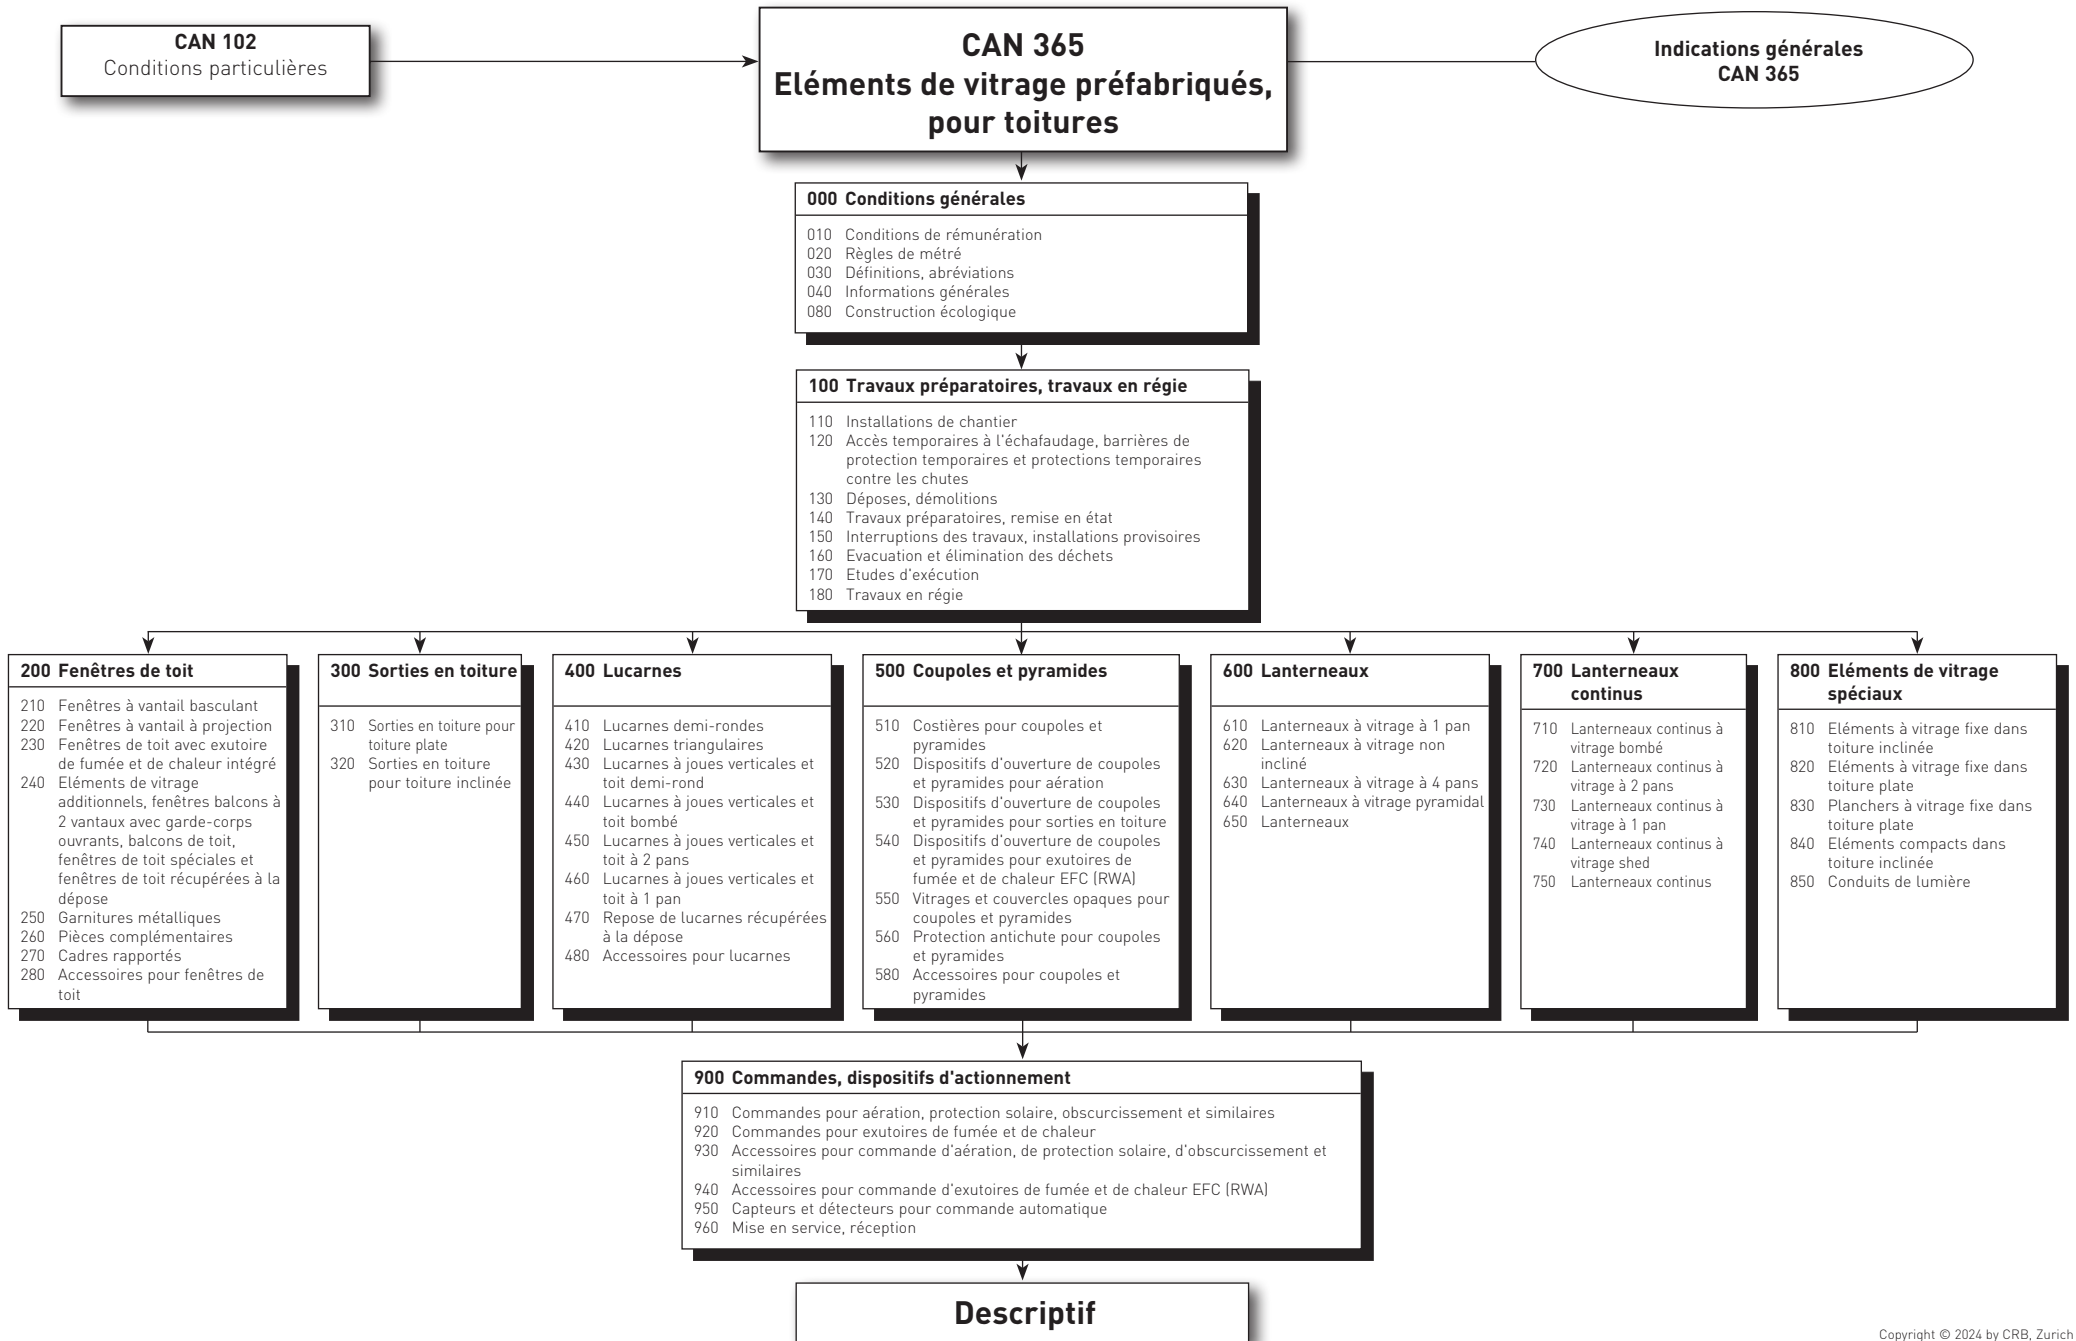 CAN 102
Conditions particulières
CAN 365
Eléments de vitrage préfabriqués,
pour toitures
Indications générales
CAN 365
000 Conditions générales
010 Conditions de rémunération
020 Règles de métré
030 Définitions, abréviations
040 Informations générales
080 Construction écologique
100 Travaux préparatoires, travaux en régie
110 Installations de chantier
120 Accès temporaires à l'échafaudage, barrières de
protection temporaires et protections temporaires
contre les chutes
130 Déposes, démolitions
140 Travaux préparatoires, remise en état
150 Interruptions des travaux, installations provisoires
160 Evacuation et élimination des déchets
170 Etudes d'exécution
180 Travaux en régie
200 Fenêtres de toit
210 Fenêtres à vantail basculant
220 Fenêtres à vantail à projection
230 Fenêtres de toit avec exutoire
de fumée et de chaleur intégré
240 Eléments de vitrage
additionnels, fenêtres balcons à
2 vantaux avec garde-corps
ouvrants, balcons de toit,
fenêtres de toit spéciales et
fenêtres de toit récupérées à la
dépose
250 Garnitures métalliques
260 Pièces complémentaires
270 Cadres rapportés
280 Accessoires pour fenêtres de
toit
300 Sorties en toiture
310 Sorties en toiture pour
toiture plate
320 Sorties en toiture
pour toiture inclinée
400 Lucarnes
410 Lucarnes demi-rondes
420 Lucarnes triangulaires
430 Lucarnes à joues verticales et
toit demi-rond
440 Lucarnes à joues verticales et
toit bombé
450 Lucarnes à joues verticales et
toit à 2 pans
460 Lucarnes à joues verticales et
toit à 1 pan
470 Repose de lucarnes récupérées
à la dépose
480 Accessoires pour lucarnes
500 Coupoles et pyramides
510 Costières pour coupoles et
pyramides
520 Dispositifs d'ouverture de coupoles
et pyramides pour aération
530 Dispositifs d'ouverture de coupoles
et pyramides pour sorties en toiture
540 Dispositifs d'ouverture de coupoles
et pyramides pour exutoires de
fumée et de chaleur EFC (RWA)
550 Vitrages et couvercles opaques pour
coupoles et pyramides
560 Protection antichute pour coupoles
et pyramides
580 Accessoires pour coupoles et
pyramides
600 Lanterneaux
610 Lanterneaux à vitrage à 1 pan
620 Lanterneaux à vitrage non
incliné
630 Lanterneaux à vitrage à 4 pans
640 Lanterneaux à vitrage pyramidal
650 Lanterneaux
700 Lanterneaux
continus
710 Lanterneaux continus à
vitrage bombé
720 Lanterneaux continus à
vitrage à 2 pans
730 Lanterneaux continus à
vitrage à 1 pan
740 Lanterneaux continus à
vitrage shed
750 Lanterneaux continus
800 Eléments de vitrage
spéciaux
810 Eléments à vitrage fixe dans
toiture inclinée
820 Eléments à vitrage fixe dans
toiture plate
830 Planchers à vitrage fixe dans
toiture plate
840 Eléments compacts dans
toiture inclinée
850 Conduits de lumière
900 Commandes, dispositifs d'actionnement
910 Commandes pour aération, protection solaire, obscurcissement et similaires
920 Commandes pour exutoires de fumée et de chaleur
930 Accessoires pour commande d'aération, de protection solaire, d'obscurcissement et
similaires
940 Accessoires pour commande d'exutoires de fumée et de chaleur EFC (RWA)
950 Capteurs et détecteurs pour commande automatique
960 Mise en service, réception
Descriptif
Copyright © 2024 by CRB, Zurich